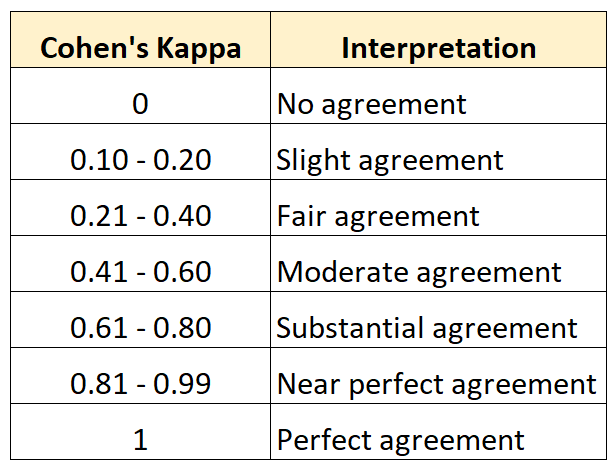 Cohen's Kappa Interpretation
0 No agreement
0.10 - 0.20 Slight agreement
0.21 - 0.40 Fair agreement
0.41 - 0.60 Moderate agreement
0.61 - 0.80 Substantial agreement
0.81 - 0.99 Near perfect agreement
1 Perfect agreement